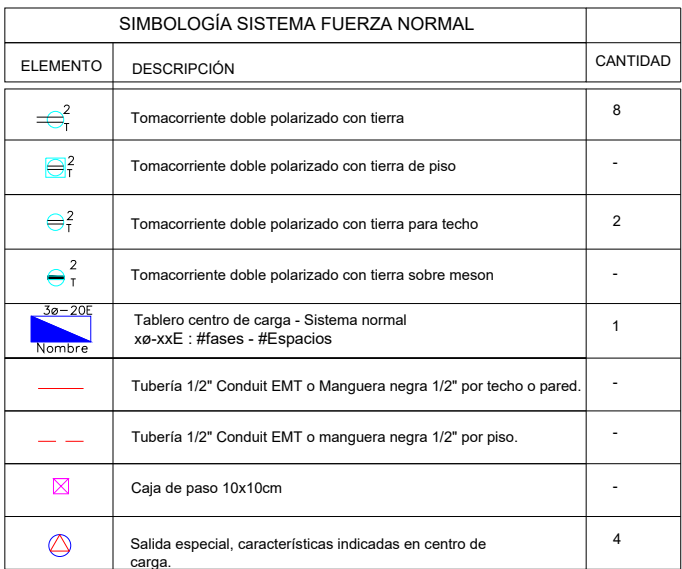 SIMBOLOGÍA SISTEMA FUERZA NORMAL
ELEMENTO DESCRIPCIÓN CANTIDAD
2
T
Tomacorriente doble polarizado con tierra 8
2
T
Tomacorriente doble polarizado con tierra de piso -
2
T
Tomacorriente doble polarizado con tierra para techo 2
2
T
Tomacorriente doble polarizado con tierra sobre meson -
3ø-20E
Nombre
Tablero centro de carga - Sistema normal
xø-xxE : #fases - #Espacios
1
Tubería 1/2" Conduit EMT o Manguera negra 1/2" por techo o pared. -
Tubería 1/2" Conduit EMT o manguera negra 1/2" por piso. -
Caja de paso 10x10cm -
Salida especial, características indicadas en centro de
carga.
4